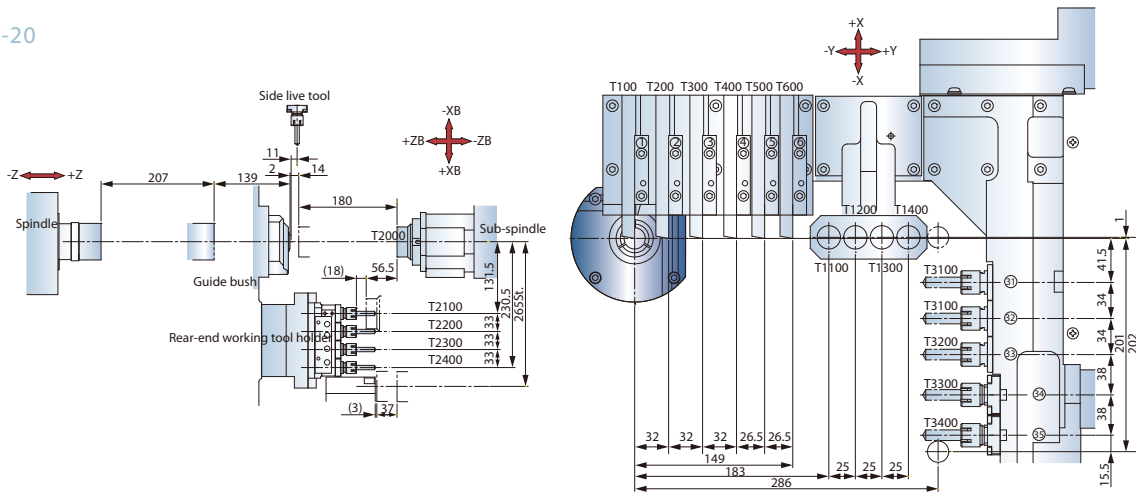 -20
Side live tool
-XB
+ZB
-ZB
+XB
11
2
14
-Z
+Z
207
139
180
Spindle
T2000
Sub-spindle
Guide bush
(18)
56.5
131.5
230.5
265St.
T2100
T2200
T2300
T2400
33
33
33
Rear-end working tool holder
(3)
37
+X
-Y
+Y
-X
T100
T200
T300
T400
T500
T600
1
2
3
4
5
6
T1200
T1400
T1100
T1300
1
41.5
T3100
31
34
T3100
32
34
T3200
33
201
202
38
T3300
34
38
T3400
35
15.5
32
32
32
26.5
26.5
149
183
25
25
25
286